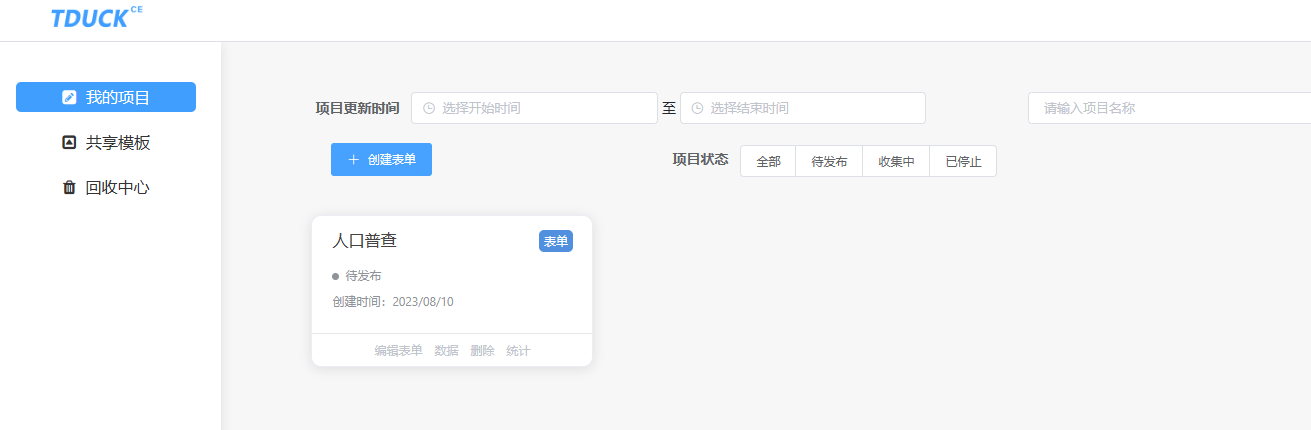 TDUCK CE
我的项目
共享模板
回收中心
项目更新时间 选择开始时间 至 选择结束时间 请输入项目名称
+ 创建表单 项目状态 全部 待发布 收集中 已停止
人口普查 表单
待发布
创建时间：2023/08/10
编辑表单 数据 删除 统计